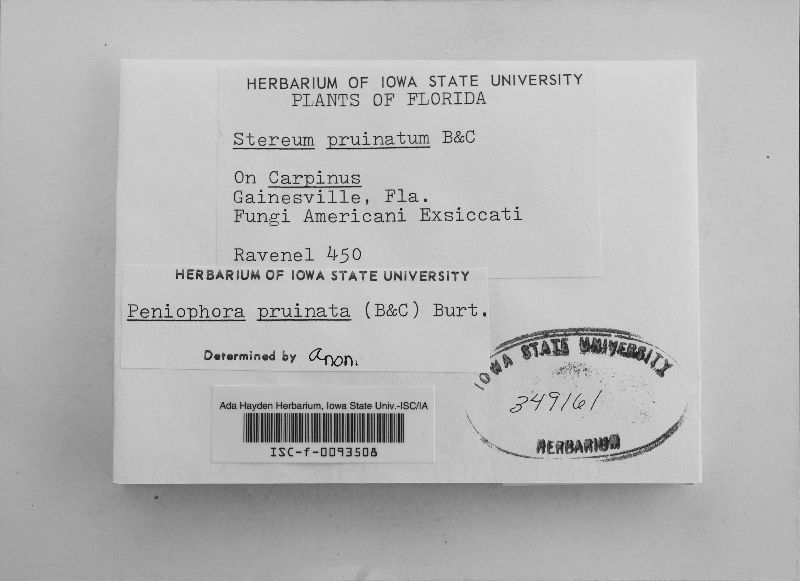 HERBARIUM OF IOWA STATE UNIVERSITY
PLANTS OF FLORIDA
Stereum pruinatum B&C
On Carpinus
Gainesville, Fla.
Fungi Americani Exsiccati
Ravenel 450
HERBARIUM OF IOWA STATE UNIVERSITY
Peniophora pruinata (B&C) Burt.
Determined by Anon.
IOWA STATE UNIVERSITY
349161
HERBARIUM
Ada Hayden Herbarium, Iowa State Univ.-ISC/IA
ISC-f-0093508